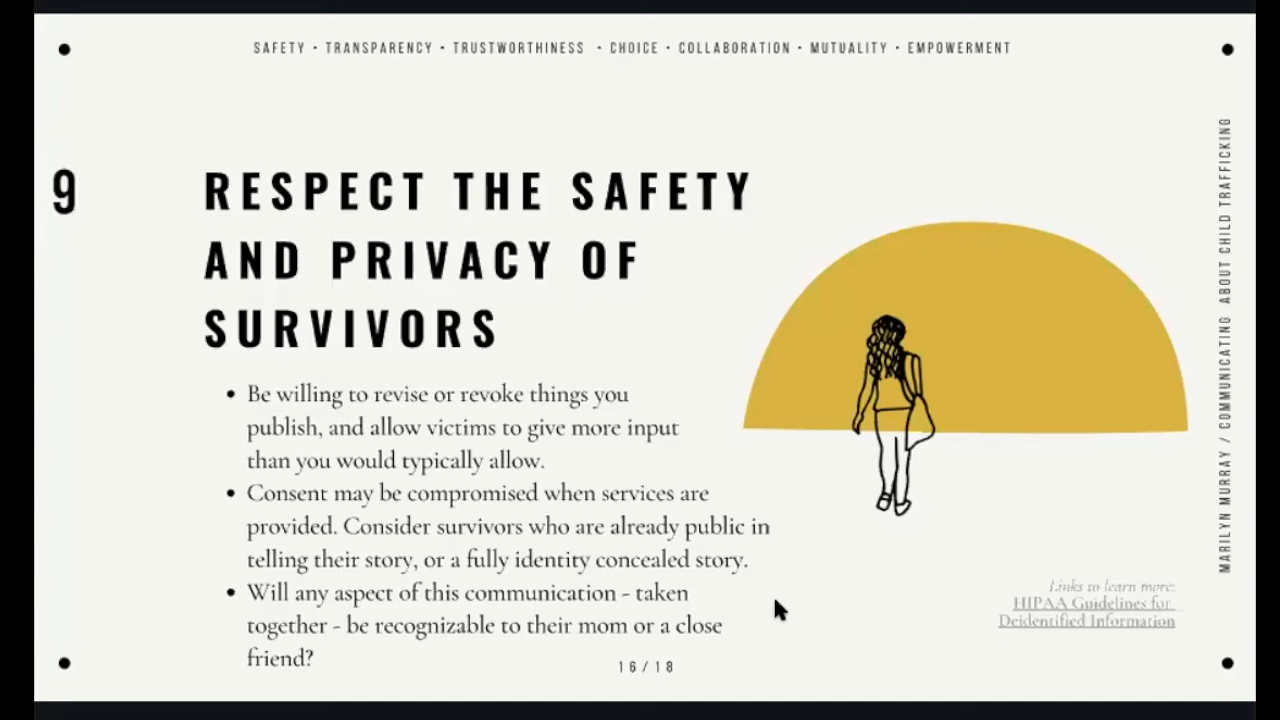 SAFETY • TRANSPARENCY • TRUSTWORTHINESS • CHOICE • COLLABORATION • MUTUALITY • EMPOWERMENT
9
RESPECT THE SAFETY
AND PRIVACY OF
SURVIVORS
• Be willing to revise or revoke things you
publish, and allow victims to give more input
than you would typically allow.
• Consent may be compromised when services are
provided. Consider survivors who are already public in
telling their story, or a fully identity concealed story.
• Will any aspect of this communication - taken
together - be recognizable to their mom or a close
friend?
Links to learn more:
HIPAA Guidelines for
Deidentified Information
16/18
MARILYN MURRAY / COMMUNICATING ABOUT CHILD TRAFFICKING